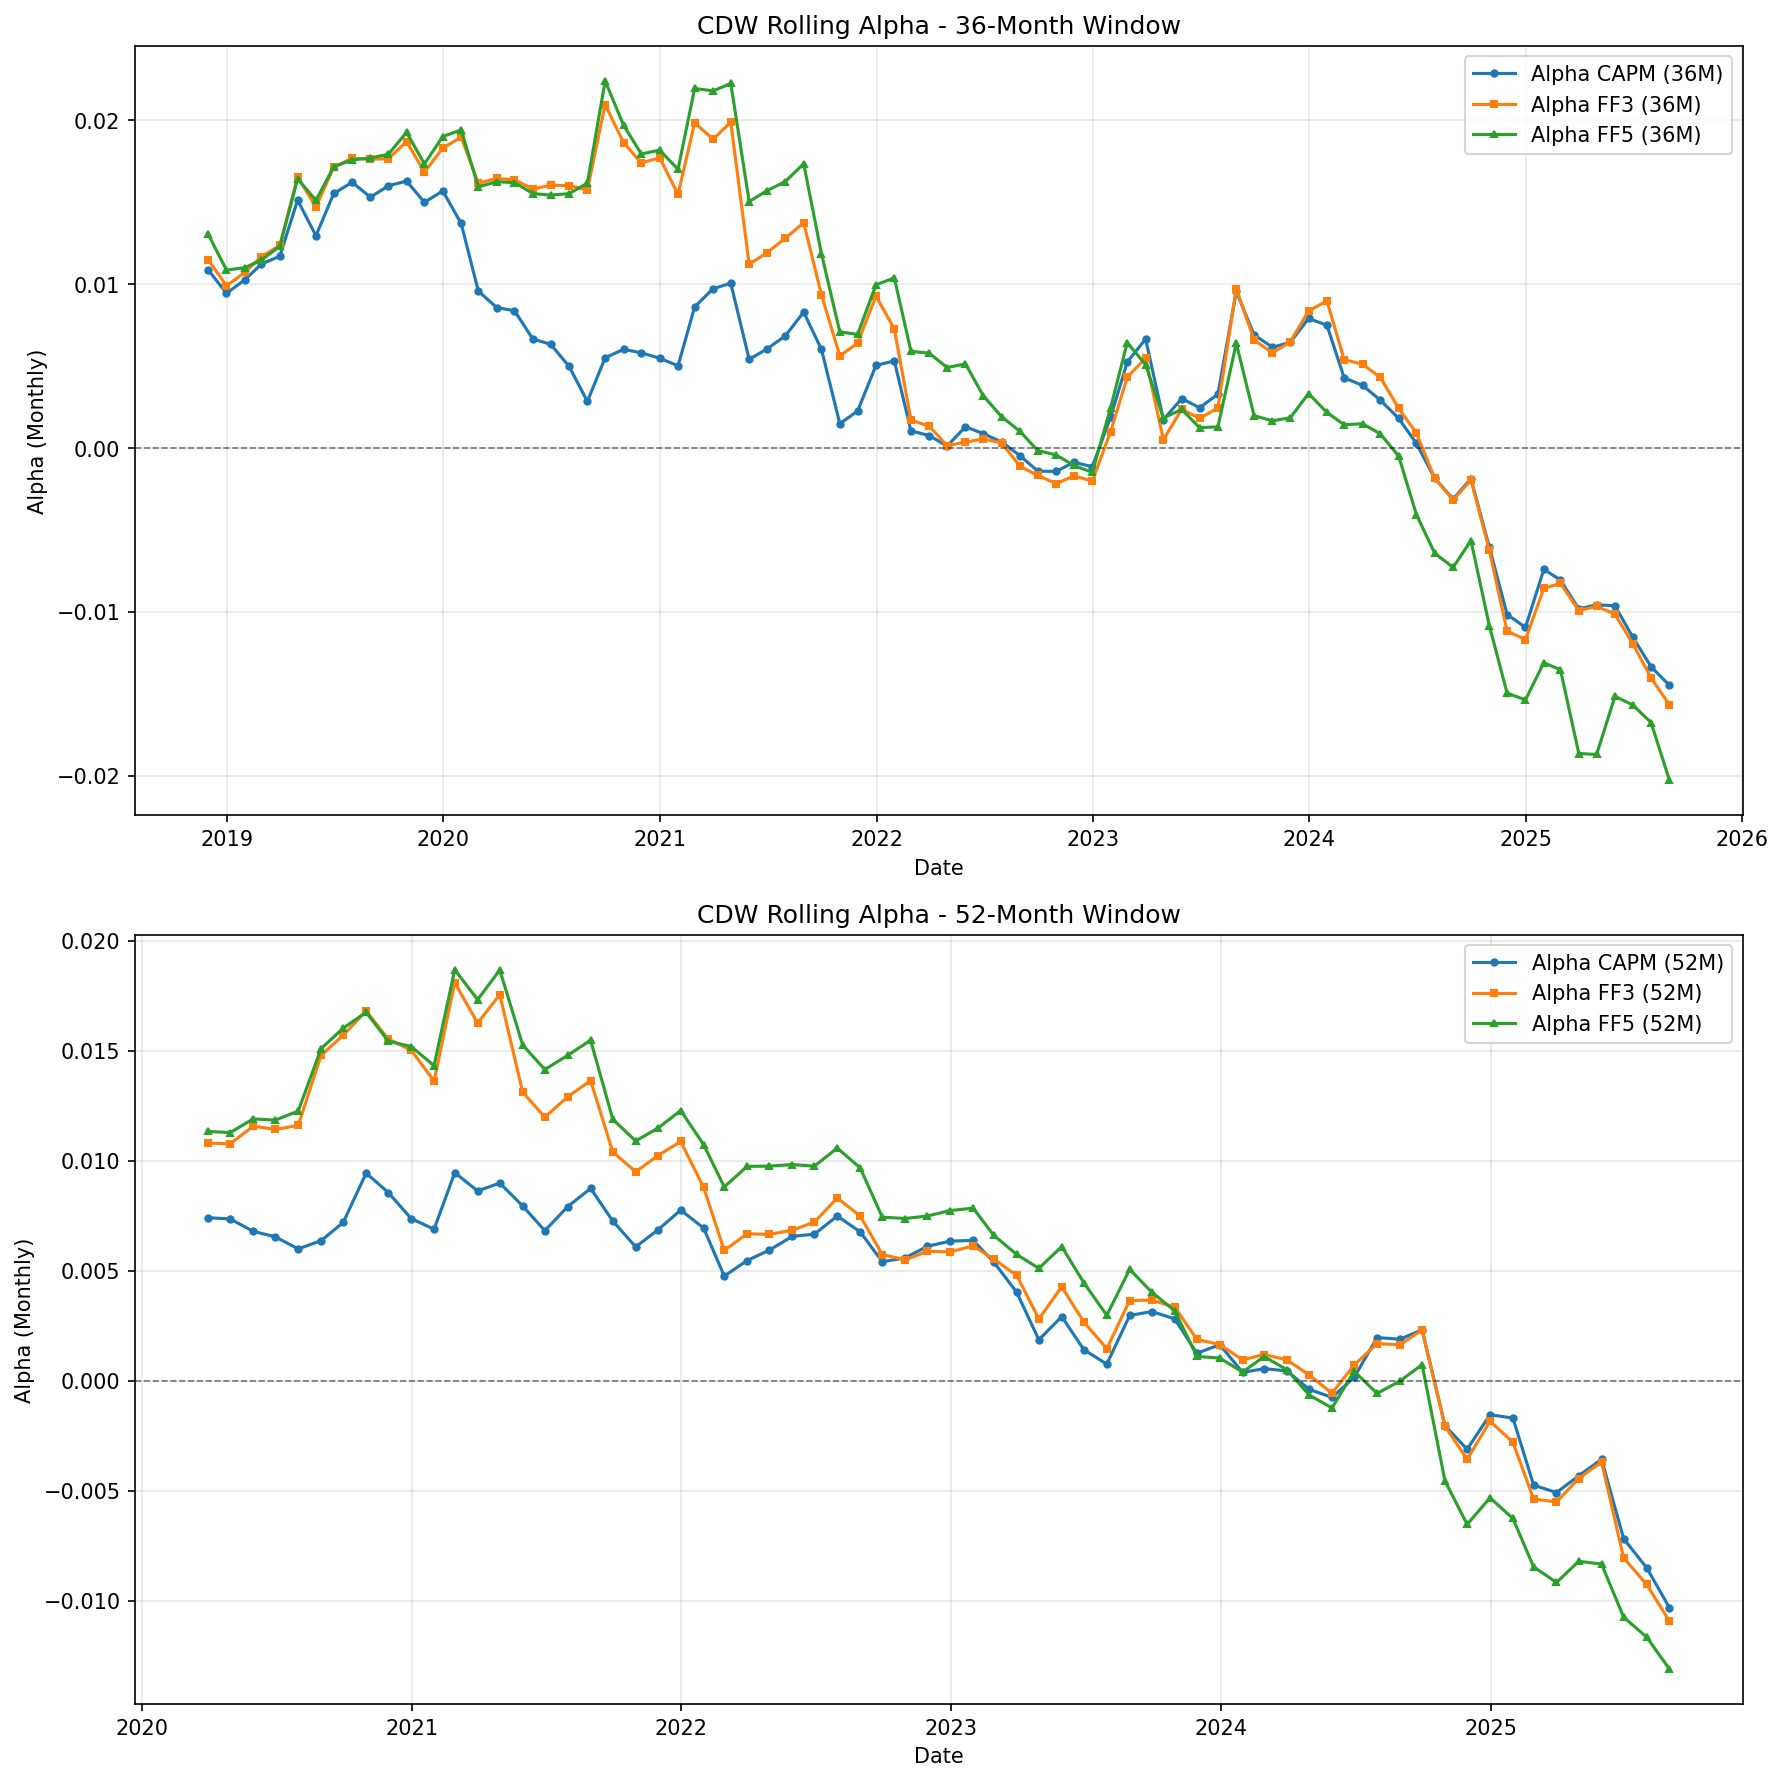 CDW Rolling Alpha - 36-Month Window
Alpha CAPM (36M)
Alpha FF3 (36M)
Alpha FF5 (36M)
Alpha (Monthly)
0.02
0.01
0.00
−0.01
−0.02
2019 2020 2021 2022 2023 2024 2025 2026
Date
CDW Rolling Alpha - 52-Month Window
Alpha CAPM (52M)
Alpha FF3 (52M)
Alpha FF5 (52M)
Alpha (Monthly)
0.020
0.015
0.010
0.005
0.000
−0.005
−0.010
2020 2021 2022 2023 2024 2025
Date